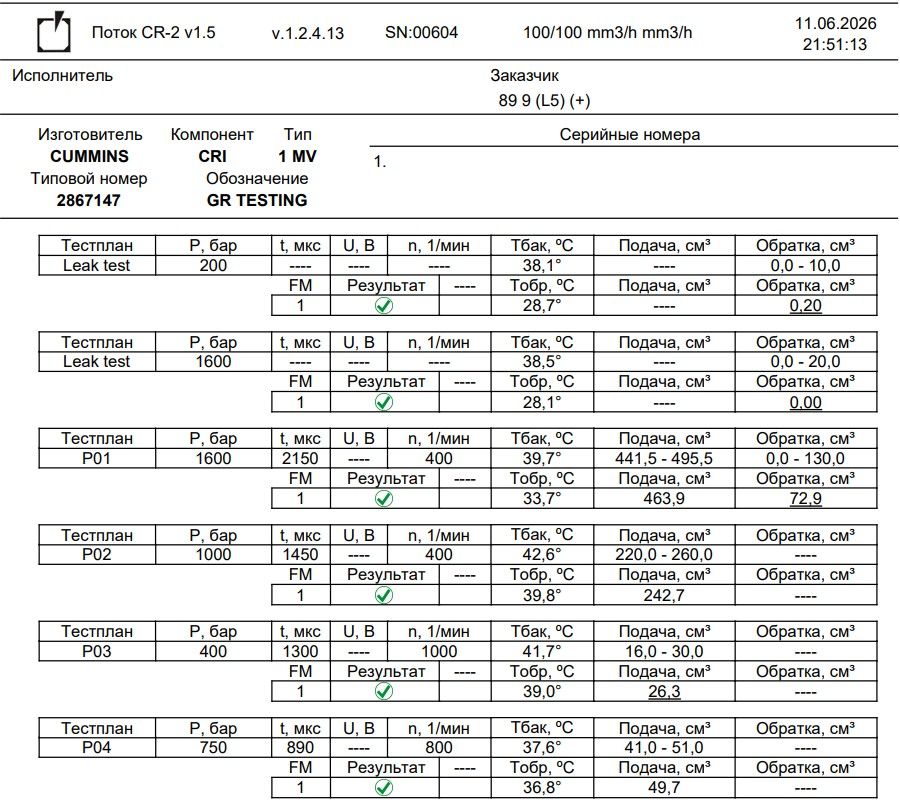 Поток CR-2 v1.5 v.1.2.4.13 SN:00604 100/100 mm3/h mm3/h 11.06.2026
21:51:13
Исполнитель Заказчик
89 9 (L5) (+)
Изготовитель Компонент Тип Серийные номера
CUMMINS CRI 1 MV 1.
Типовой номер Обозначение
2867147 GR TESTING
Тестплан P, бар t, мкс U, В n, 1/мин Тбак, ºC Подача, см³ Обратка, см³
Leak test 200 ---- ---- ---- 38,1° ---- 0,0 - 10,0
FM Результат ---- Тобр, ºC Подача, см³ Обратка, см³
1 28,7° ---- 0,20
Тестплан P, бар t, мкс U, В n, 1/мин Тбак, ºC Подача, см³ Обратка, см³
Leak test 1600 ---- ---- ---- 38,5° ---- 0,0 - 20,0
FM Результат ---- Тобр, ºC Подача, см³ Обратка, см³
1 28,1° ---- 0,00
Тестплан P, бар t, мкс U, В n, 1/мин Тбак, ºC Подача, см³ Обратка, см³
P01 1600 2150 ---- 400 39,7° 441,5 - 495,5 0,0 - 130,0
FM Результат ---- Тобр, ºC Подача, см³ Обратка, см³
1 33,7° 463,9 72,9
Тестплан P, бар t, мкс U, В n, 1/мин Тбак, ºC Подача, см³ Обратка, см³
P02 1000 1450 ---- 400 42,6° 220,0 - 260,0 ----
FM Результат ---- Тобр, ºC Подача, см³ Обратка, см³
1 39,8° 242,7 ----
Тестплан P, бар t, мкс U, В n, 1/мин Тбак, ºC Подача, см³ Обратка, см³
P03 400 1300 ---- 1000 41,7° 16,0 - 30,0 ----
FM Результат ---- Тобр, ºC Подача, см³ Обратка, см³
1 39,0° 26,3 ----
Тестплан P, бар t, мкс U, В n, 1/мин Тбак, ºC Подача, см³ Обратка, см³
P04 750 890 ---- 800 37,6° 41,0 - 51,0 ----
FM Результат ---- Тобр, ºC Подача, см³ Обратка, см³
1 36,8° 49,7 ----